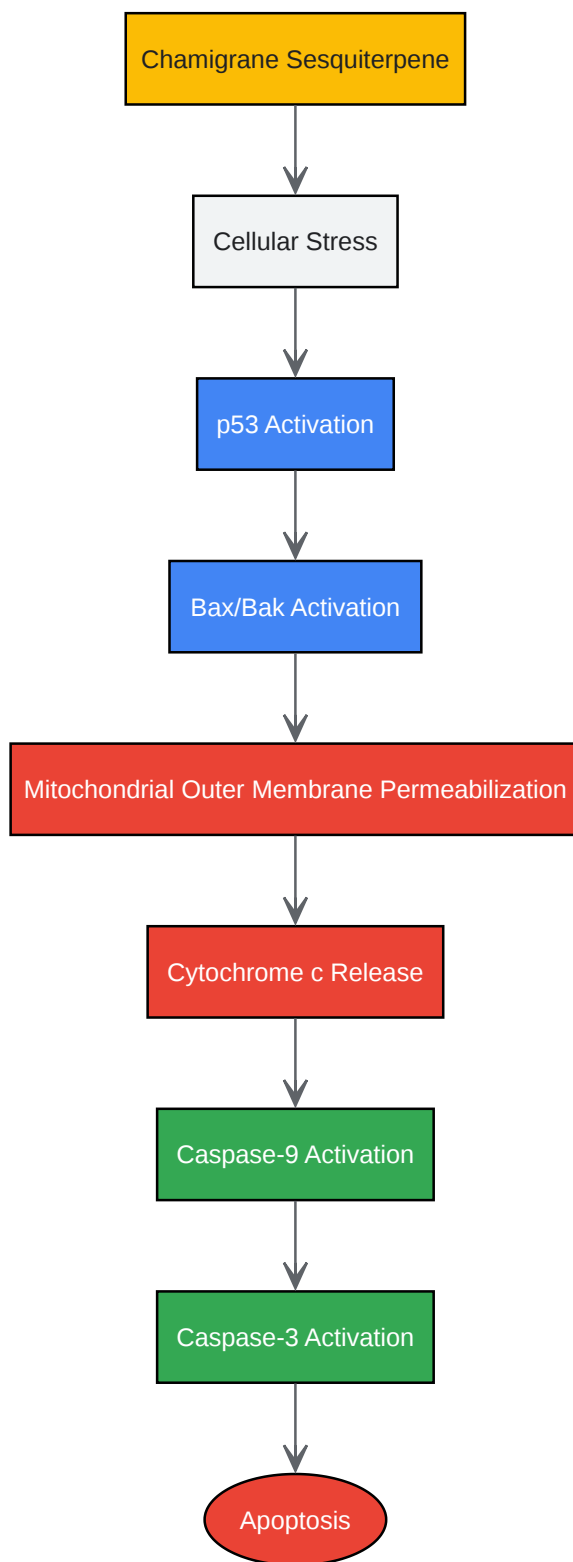 Chamigrane Sesquiterpene
Cellular Stress
p53 Activation
Bax/Bak Activation
Mitochondrial Outer Membrane Permeabilization
Cytochrome c Release
Caspase-9 Activation
Caspase-3 Activation
Apoptosis